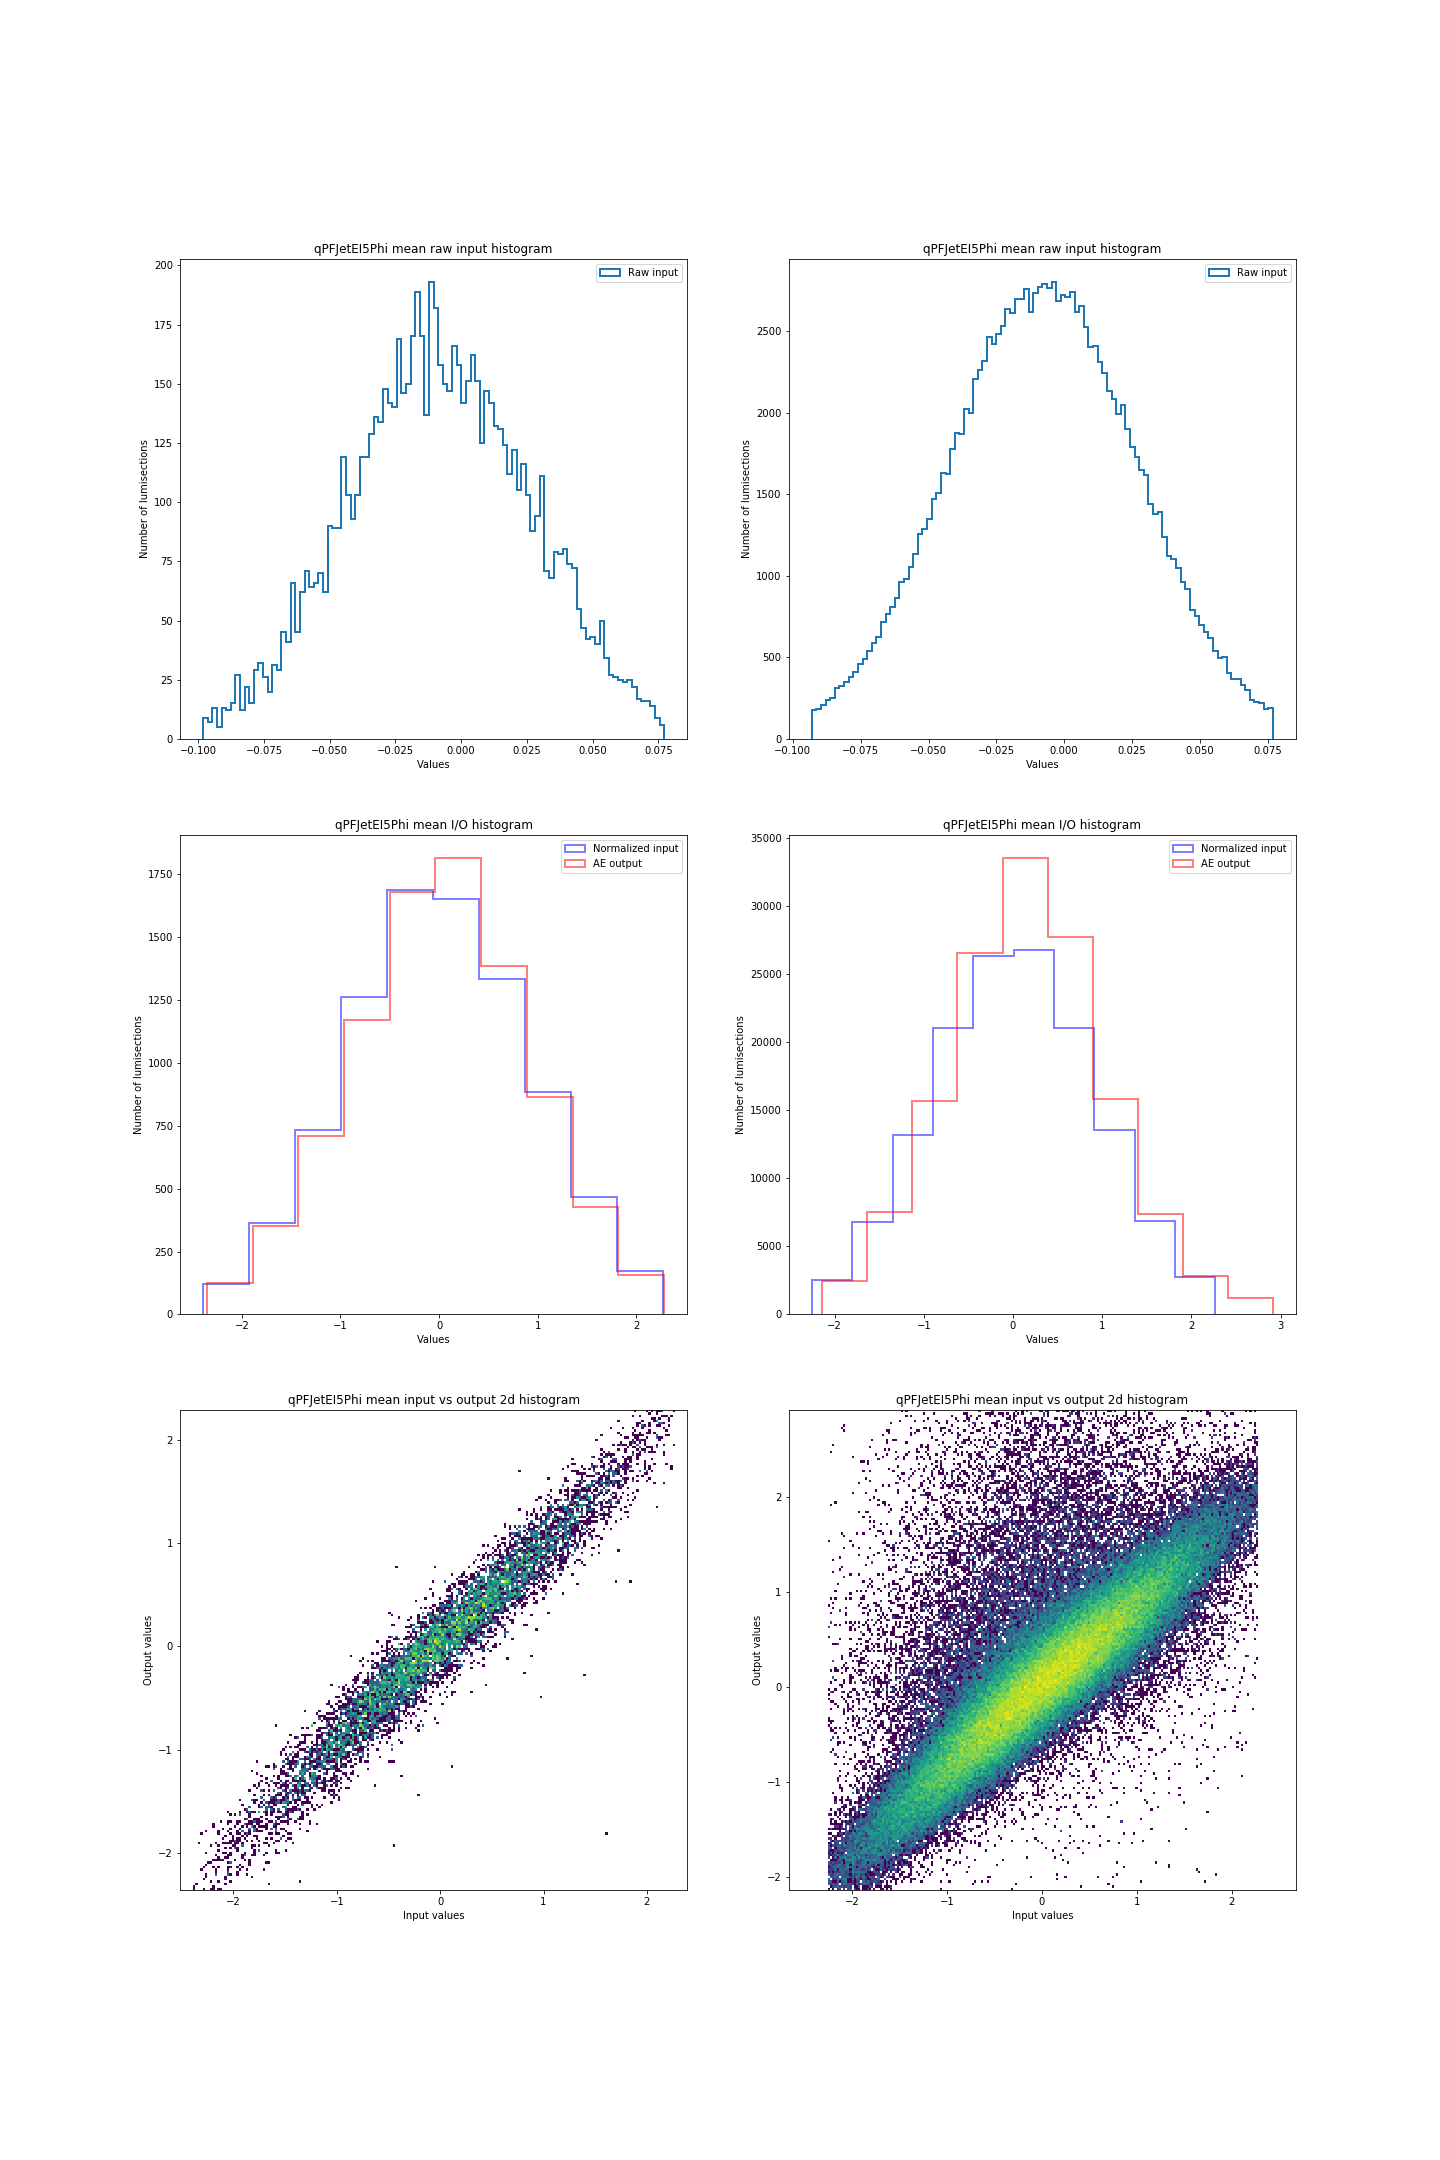 qPFJetEI5Phi mean raw input histogram
Raw input
200
175
150
125
100
75
50
25
0
Number of lumisections
−0.100 −0.075 −0.050 −0.025 0.000 0.025 0.050 0.075
Values
qPFJetEI5Phi mean raw input histogram
Raw input
2500
2000
1500
1000
500
0
Number of lumisections
−0.100 −0.075 −0.050 −0.025 0.000 0.025 0.050 0.075
Values
qPFJetEI5Phi mean I/O histogram
Normalized input
AE output
1750
1500
1250
1000
750
500
250
0
Number of lumisections
−2 −1 0 1 2
Values
qPFJetEI5Phi mean I/O histogram
Normalized input
AE output
35000
30000
25000
20000
15000
10000
5000
0
Number of lumisections
−2 −1 0 1 2 3
Values
qPFJetEI5Phi mean input vs output 2d histogram
2
1
0
−1
−2
Output values
−2 −1 0 1 2
Input values
qPFJetEI5Phi mean input vs output 2d histogram
2
1
0
−1
−2
Output values
−2 −1 0 1 2
Input values